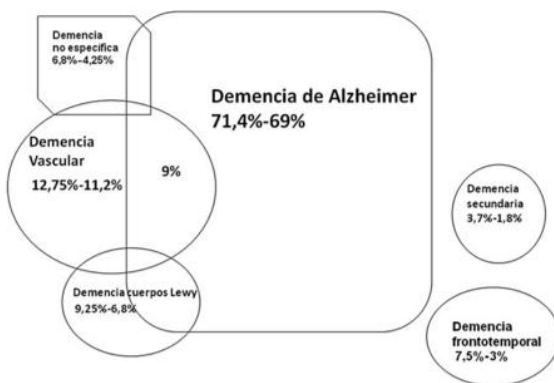 Demencia
no específica
6,8%-4,25%
Demencia de Alzheimer
71,4%-69%
Demencia
Vascular
12,75%-11,2%
9%
Demencia
secundaria
3,7%-1,8%
Demencia cuerpos Lewy
9,25%-6,8%
Demencia
frontotemporal
7,5%-3%